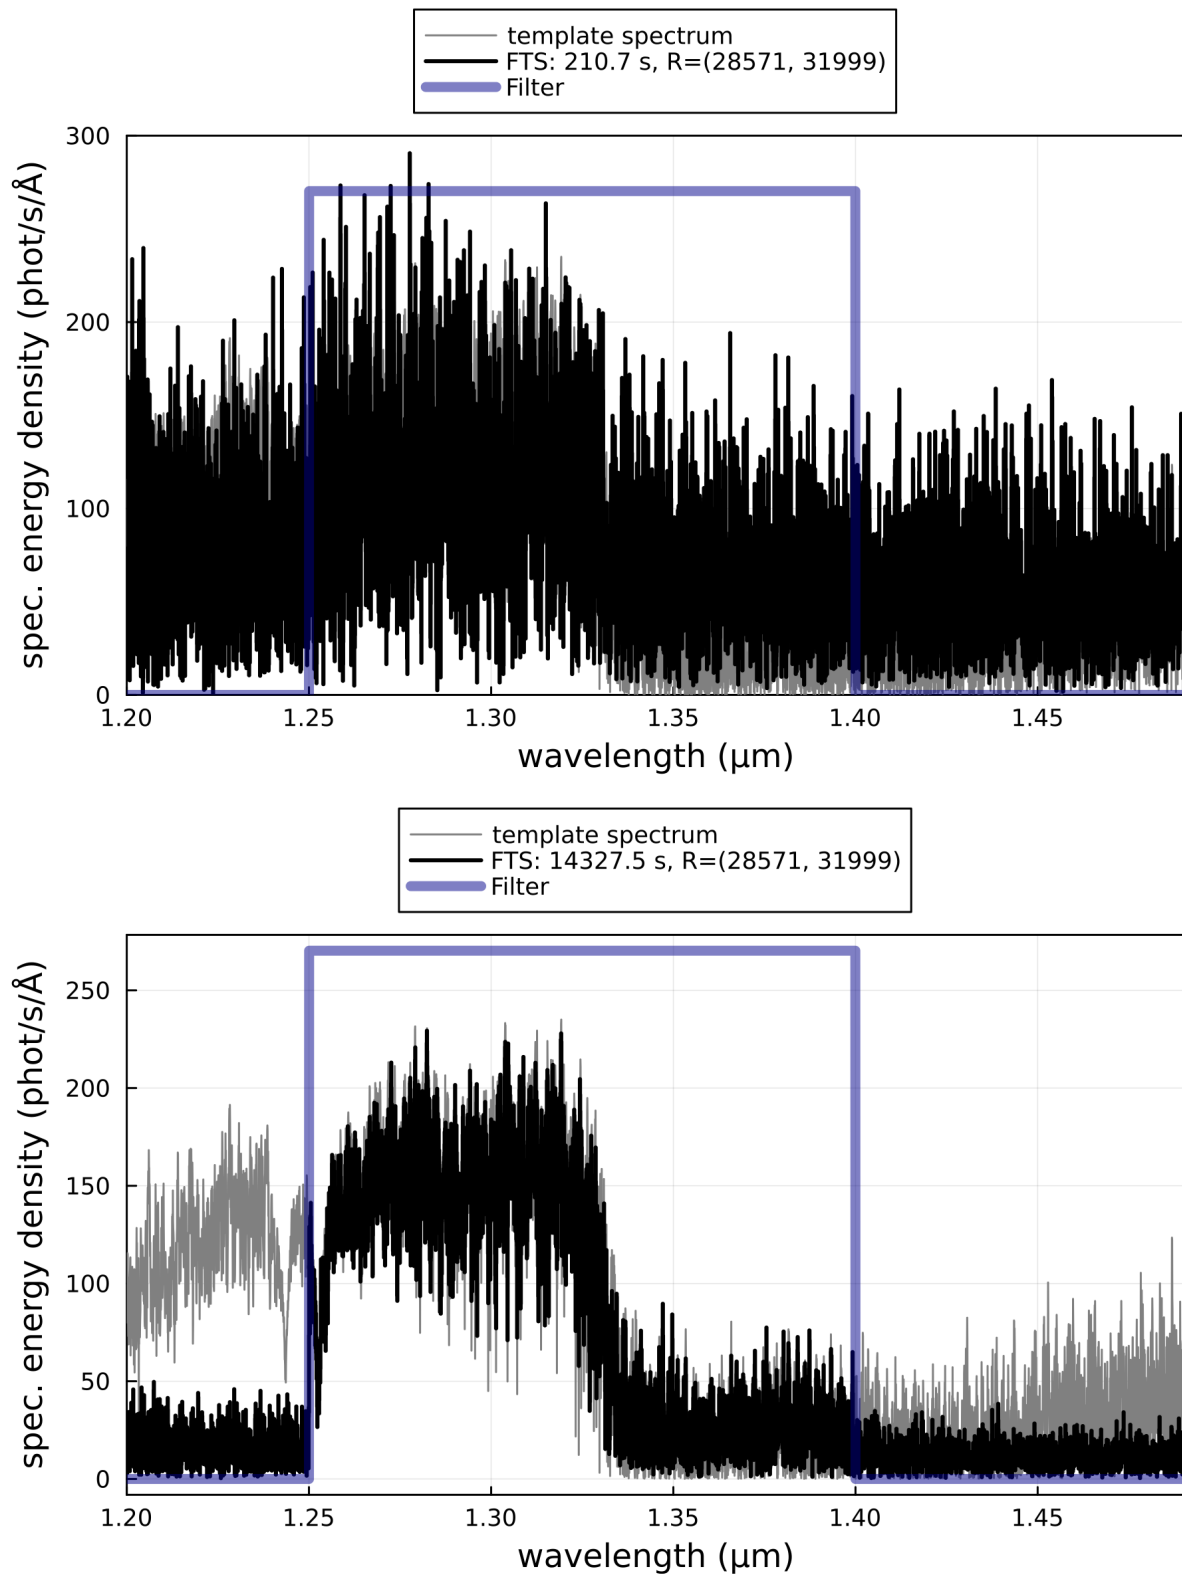 template spectrum
FTS: 210.7 s, R=(28571, 31999)
Filter
spec. energy density (phot/s/Å)
300
200
100
0
1.20
1.25
1.30
1.35
1.40
1.45
wavelength (μm)
template spectrum
FTS: 14327.5 s, R=(28571, 31999)
Filter
spec. energy density (phot/s/Å)
250
200
150
100
50
0
1.20
1.25
1.30
1.35
1.40
1.45
wavelength (μm)